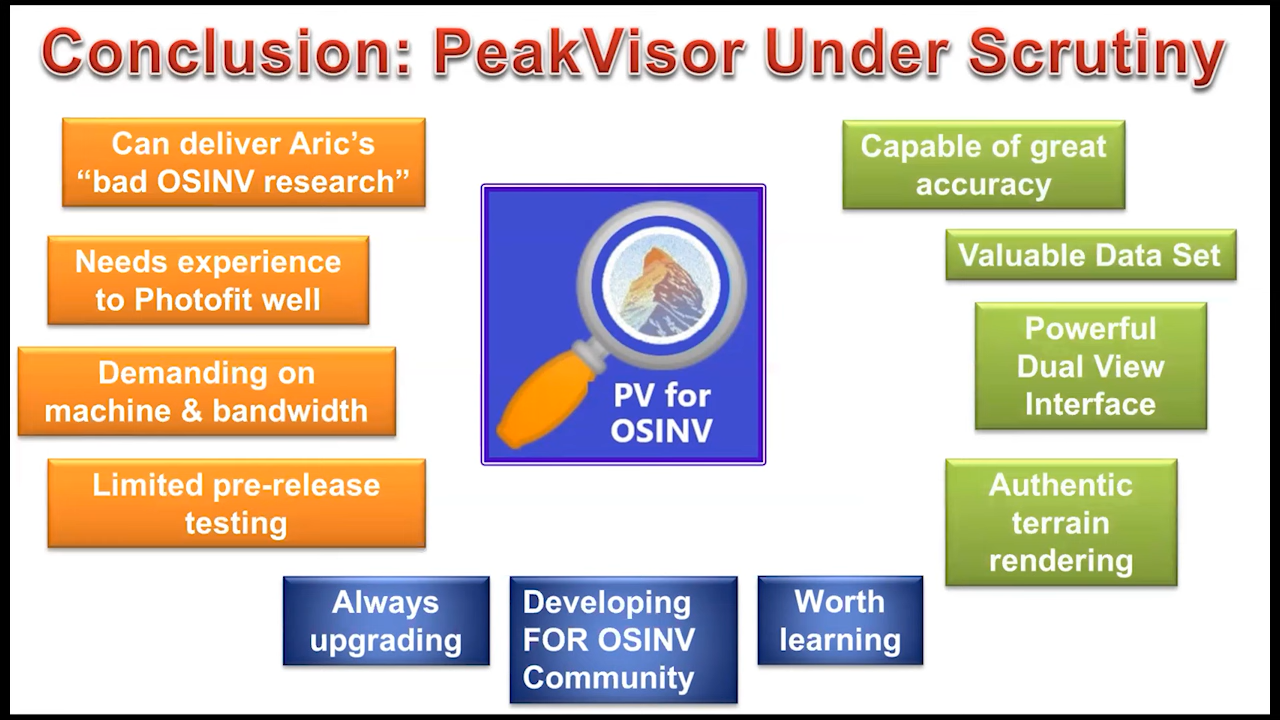 Conclusion: PeakVisor Under Scrutiny
Can deliver Aric’s
“bad OSINV research”
Needs experience
to Photofit well
Demanding on
machine & bandwidth
Limited pre-release
testing
PV for
OSINV
Capable of great
accuracy
Valuable Data Set
Powerful
Dual View
Interface
Authentic
terrain
rendering
Always
upgrading
Developing
FOR OSINV
Community
Worth
learning